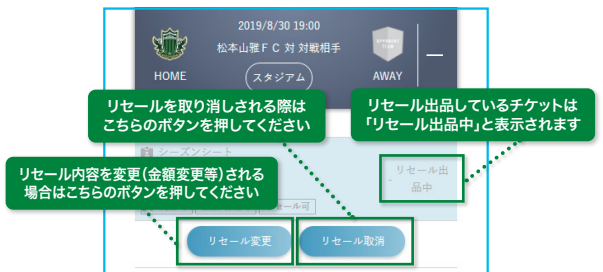 2019/8/30 19:00
松本山雅FC 対 対戦相手
HOME
スタジアム
AWAY
リセールを取り消しされる際は
こちらのボタンを押してください
リセール出品しているチケットは
「リセール出品中」と表示されます
シーズンシート
リセール出
品中
リセール内容を変更(金額変更等)される
場合はこちらのボタンを押してください
ール可
リセール変更
リセール取消